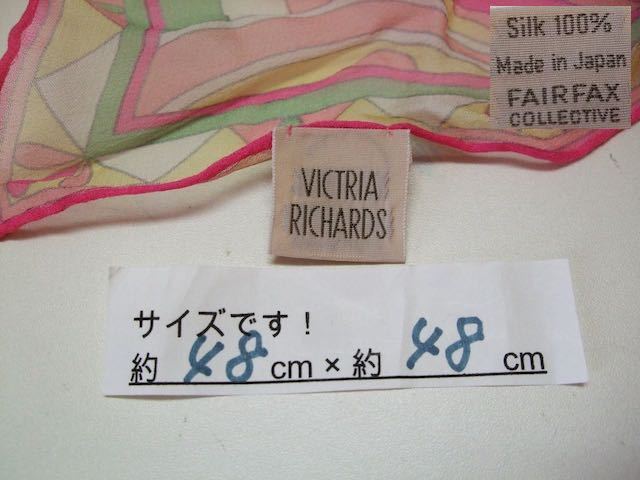 Silk 100%
Made in Japan
FAIRFAX
COLLECTIVE
VICTRIA
RICHARDS
サイズです!
約 48 cm × 約 48 cm